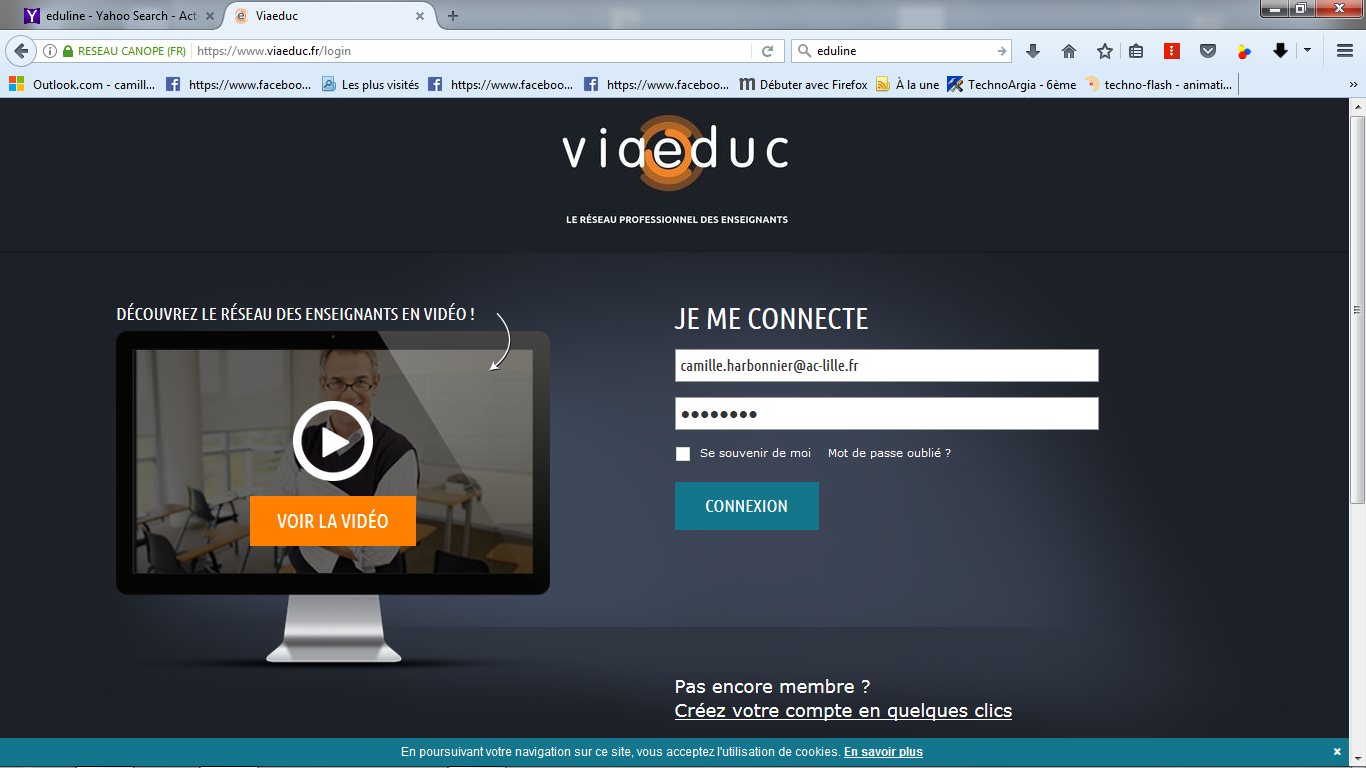 eduline - Yahoo Search - Act
Viaeduc
RESEAU CANOPE (FR)
https://www.viaeduc.fr/login
eduline
Outlook.com - camill...
https://www.faceboo...
Les plus visités
https://www.faceboo...
https://www.faceboo...
Débuter avec Firefox
À la une
TechnoArgia - 6ème
techno-flash - animati...
viaeduc
LE RÉSEAU PROFESSIONNEL DES ENSEIGNANTS
DÉCOUVREZ LE RÉSEAU DES ENSEIGNANTS EN VIDÉO !
VOIR LA VIDÉO
JE ME CONNECTE
camille.harbonnier@ac-lille.fr
Se souvenir de moi
Mot de passe oublié ?
CONNEXION
Pas encore membre ?
Créez votre compte en quelques clics
En poursuivant votre navigation sur ce site, vous acceptez l'utilisation de cookies. En savoir plus